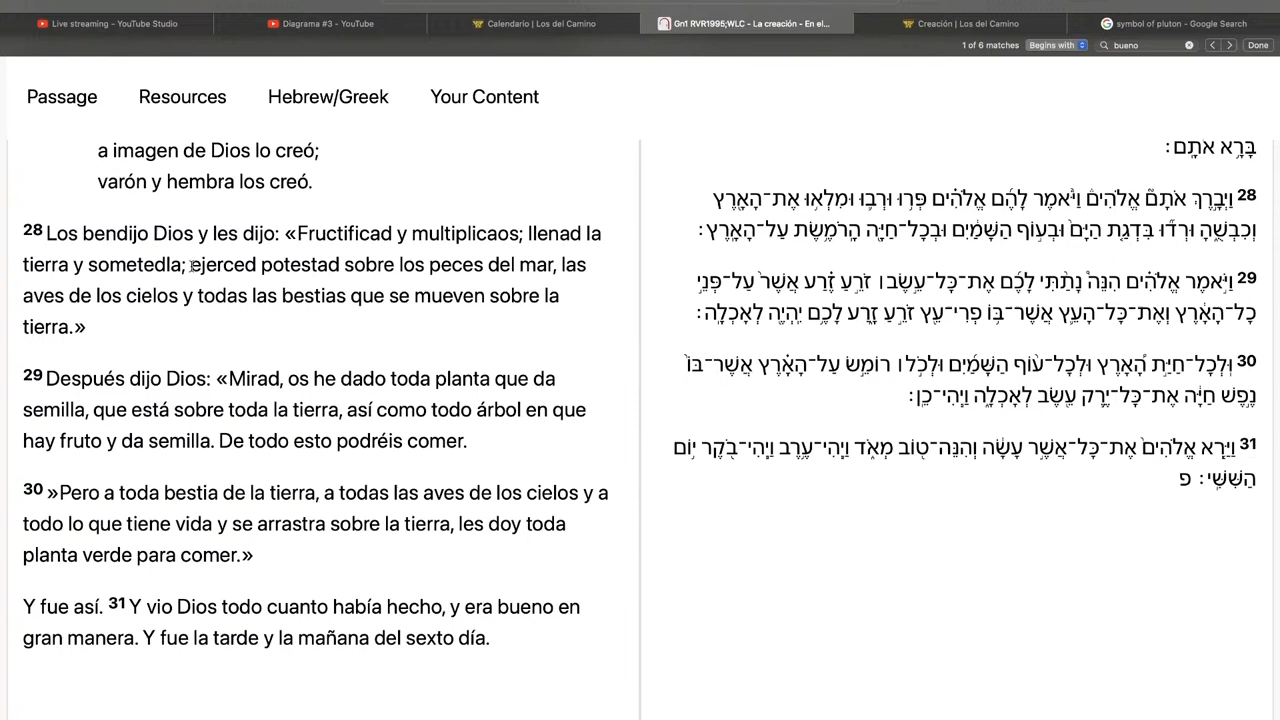 Live streaming - YouTube Studio
Diagrama #3 - YouTube
Calendario | Los del Camino
Gn1 RVR1995;WLC - La creación - En el...
Creación | Los del Camino
symbol of pluton - Google Search
1 of 6 matches
Begins with
bueno
Done
Passage
Resources
Hebrew/Greek
Your Content
a imagen de Dios lo creó;
varón y hembra los creó.
28 Los bendijo Dios y les dijo: «Fructificad y multiplicaos; llenad la
tierra y sometedla; ejerced potestad sobre los peces del mar, las
aves de los cielos y todas las bestias que se mueven sobre la
tierra.»
29 Después dijo Dios: «Mirad, os he dado toda planta que da
semilla, que está sobre toda la tierra, así como todo árbol en que
hay fruto y da semilla. De todo esto podréis comer.
30 »Pero a toda bestia de la tierra, a todas las aves de los cielos y a
todo lo que tiene vida y se arrastra sobre la tierra, les doy toda
planta verde para comer.»
Y fue así. 31 Y vio Dios todo cuanto había hecho, y era bueno en
gran manera. Y fue la tarde y la mañana del sexto día.
בָּרָ֥א אֹתָֽם׃
28 וַיְבָ֣רֶךְ אֹתָם֮ אֱלֹהִים֒ וַיֹּ֨אמֶר לָהֶ֜ם אֱלֹהִ֗ים פְּר֥וּ וּרְב֛וּ וּמִלְא֥וּ אֶת־הָאָ֖רֶץ
וְכִבְשֻׁ֑הָ וּרְד֞וּ בִּדְגַ֤ת הַיָּם֙ וּבְע֣וֹף הַשָּׁמַ֔יִם וּבְכָל־חַיָּ֖ה הָֽרֹמֶ֥שֶׂת עַל־הָאָֽרֶץ׃
29 וַיֹּ֣אמֶר אֱלֹהִ֗ים הִנֵּה֩ נָתַ֨תִּי לָכֶ֜ם אֶת־כָּל־עֵ֣שֶׂב׀ זֹרֵ֣עַ זֶ֗רַע אֲשֶׁר֙ עַל־פְּנֵ֣י
כָל־הָאָ֔רֶץ וְאֶת־כָּל־הָעֵ֛ץ אֲשֶׁר־בּ֥וֹ פְרִי־עֵ֖ץ זֹרֵ֣עַ זָ֑רַע לָכֶ֥ם יִֽהְיֶ֖ה לְאָכְלָֽה׃
30 וּֽלְכָל־חַיַּ֣ת הָ֠אָרֶץ וּלְכָל־ע֨וֹף הַשָּׁמַ֜יִם וּלְכֹ֣ל׀ רוֹמֵ֣שׂ עַל־הָאָ֗רֶץ אֲשֶׁר־בּוֹ֙
נֶ֣פֶשׁ חַיָּ֔ה אֶת־כָּל־יֶ֥רֶק עֵ֖שֶׂב לְאָכְלָ֑ה וַֽיְהִי־כֵֽן׃
31 וַיַּ֤רְא אֱלֹהִים֙ אֶת־כָּל־אֲשֶׁ֣ר עָשָׂ֔ה וְהִנֵּה־ט֖וֹב מְאֹ֑ד וַֽיְהִי־עֶ֥רֶב וַֽיְהִי־בֹ֖קֶר י֥וֹם
הַשִּׁשִּֽׁי׃ פ